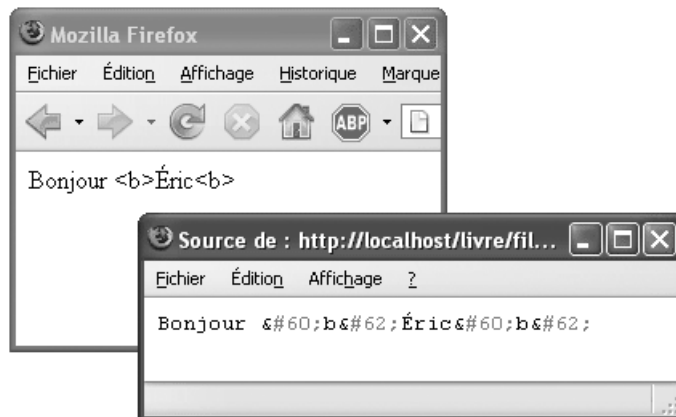 Mozilla Firefox
Fichier Édition Affichage Historique Marque
ABP
Bonjour <b>Éric<b>
Source de : http://localhost/livre/fil...
Fichier Édition Affichage ?
Bonjour &#60;b&#62;Éric&#60;b&#62;